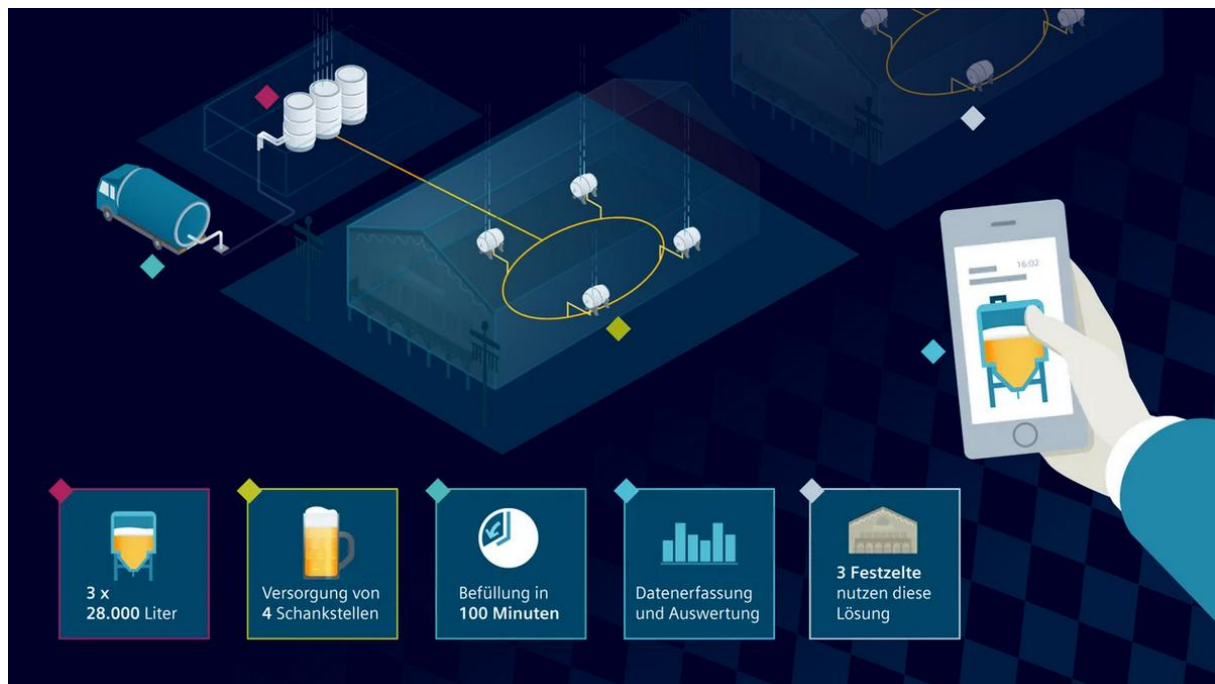 16:02
3 x
28.000 Liter
Versorgung von
4 Schankstellen
Befüllung in
100 Minuten
Datenerfassung
und Auswertung
3 Festzelte
nutzen diese
Lösung